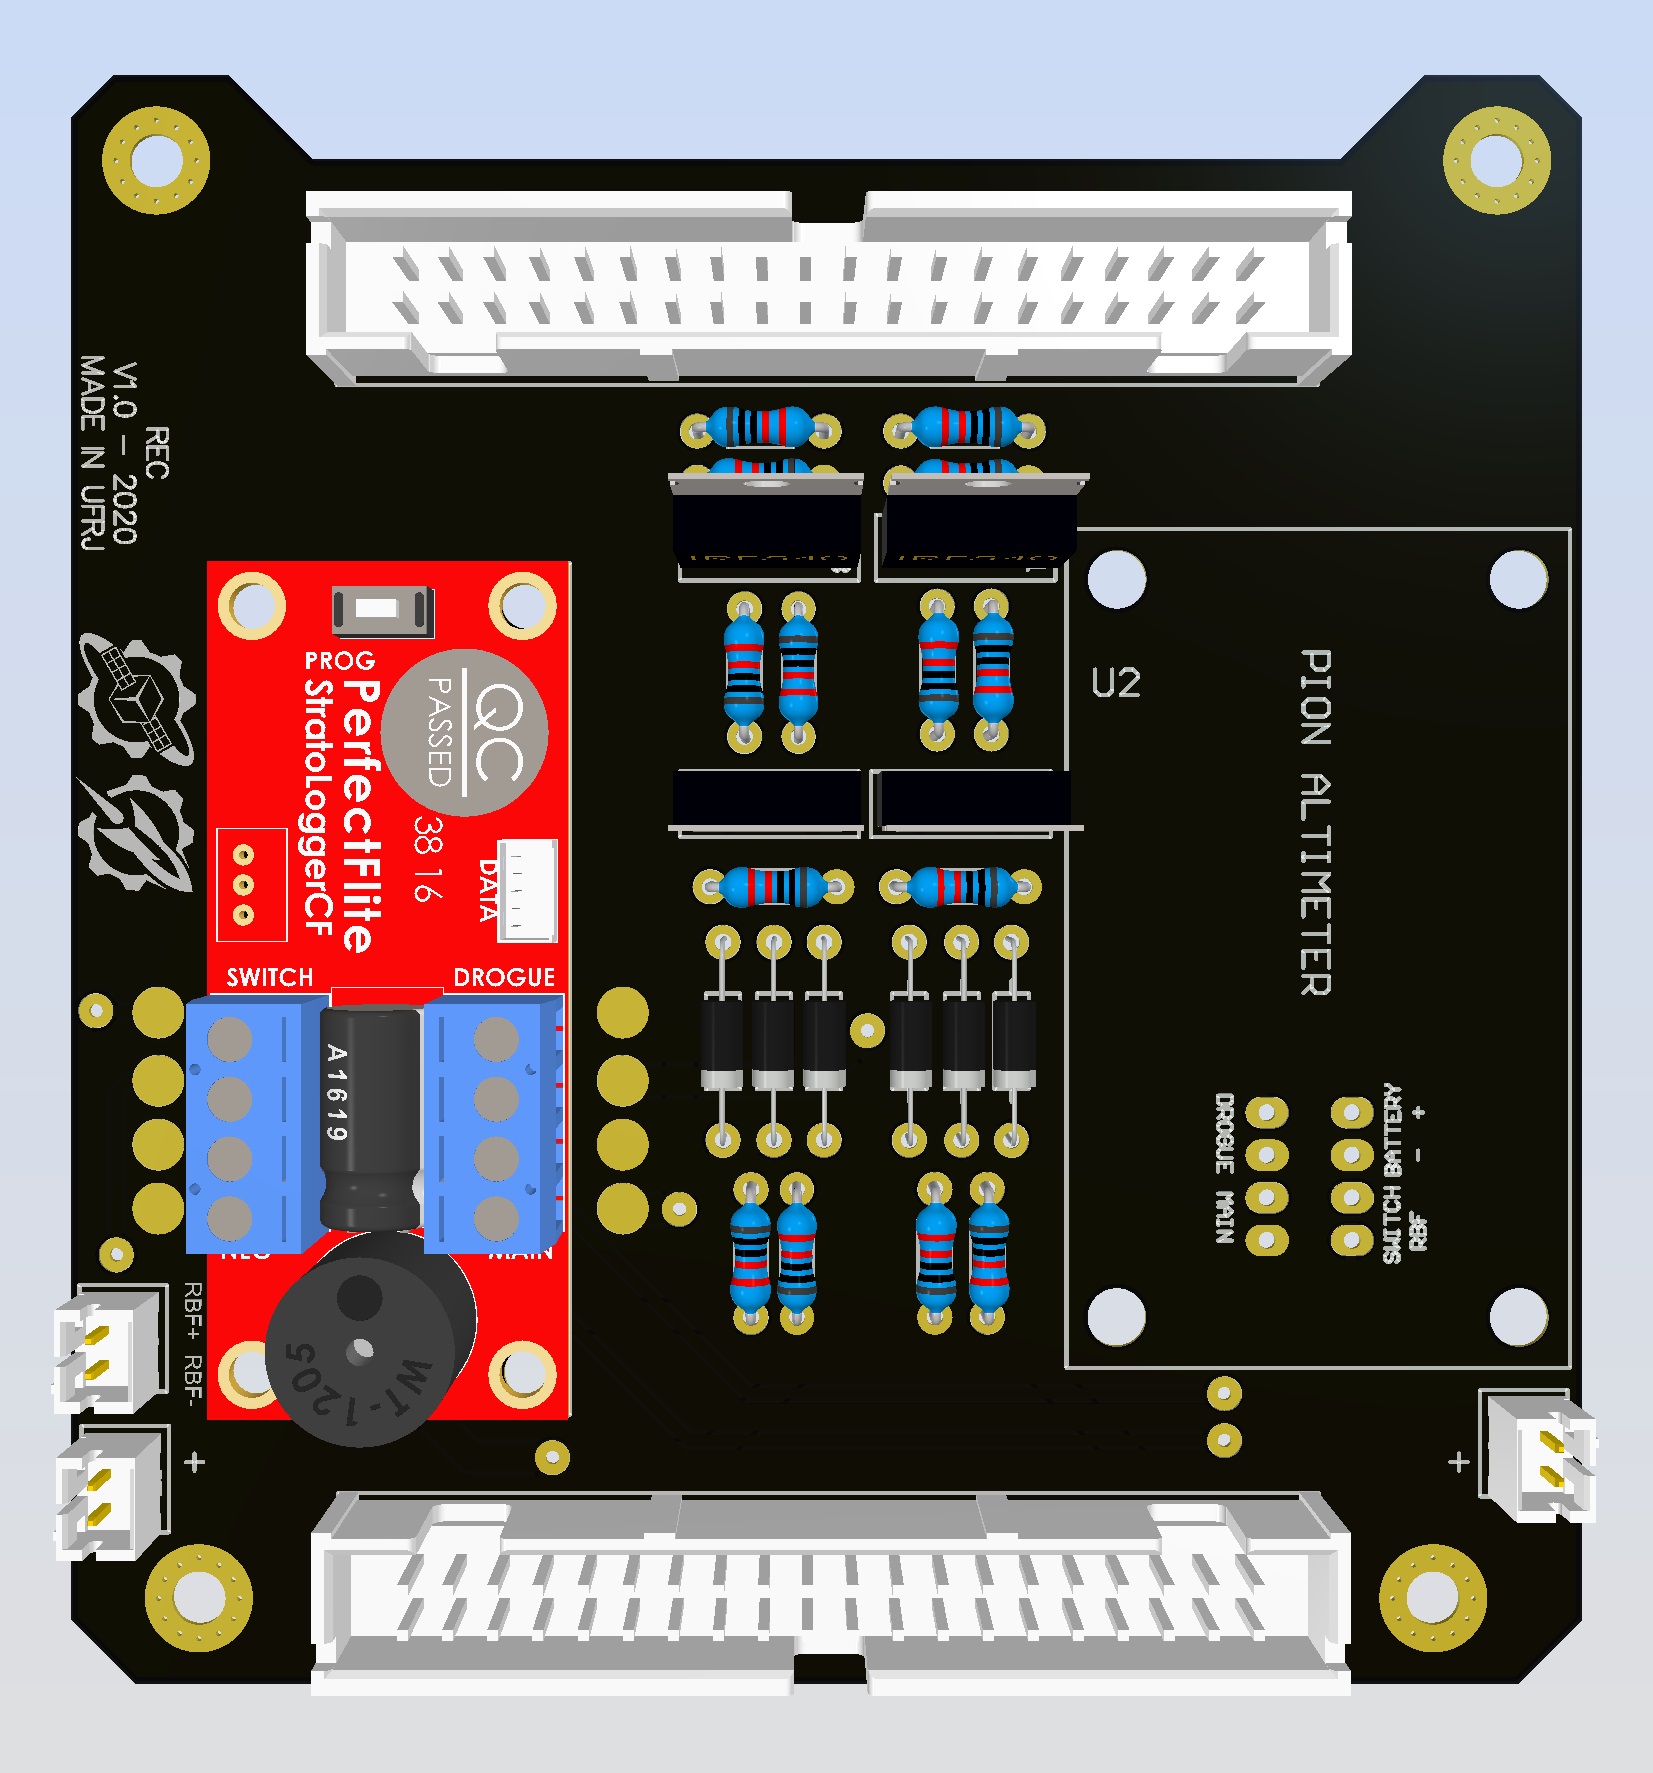 REC
V1.0 - 2020
MADE IN UFRJ
PROG
PerfectFlite
StratoLoggerCF
QC
PASSED
38 16
DATA
SWITCH
DROGUE
A1619
NEG
MAIN
WT-1205
RBF+ RBF-
+
U2
PION ALTIMETER
DROGUE MAIN
SWITCH BATTERY
RBF - +
+